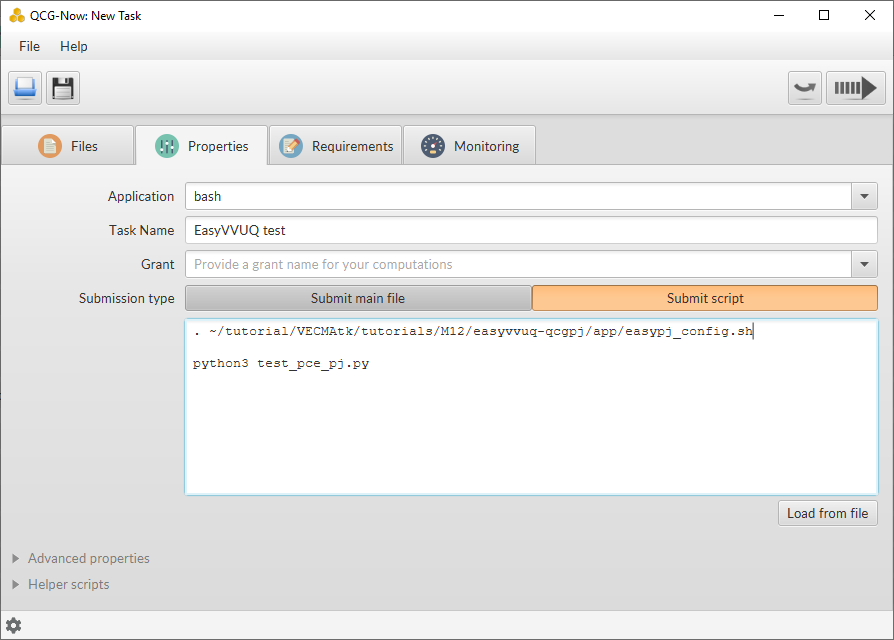 QCG-Now: New Task
File Help
Files Properties Requirements Monitoring
Application bash
Task Name EasyVVUQ test
Grant Provide a grant name for your computations
Submission type Submit main file Submit script
. ~/tutorial/VECMAtk/tutorials/M12/easyvvuq-qcgpj/app/easypj_config.sh
python3 test_pce_pj.py
Load from file
Advanced properties
Helper scripts